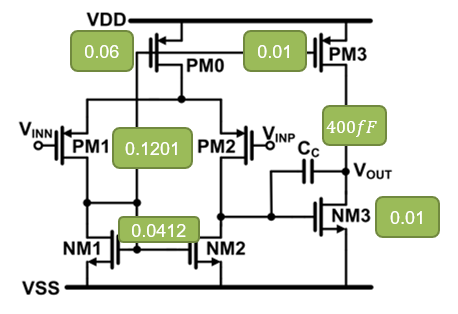 VDD
0.06
PM0
0.01
PM3
V_INN
PM1
0.1201
PM2
V_INP
400fF
C_C
V_OUT
0.0412
NM1
NM2
NM3
0.01
VSS